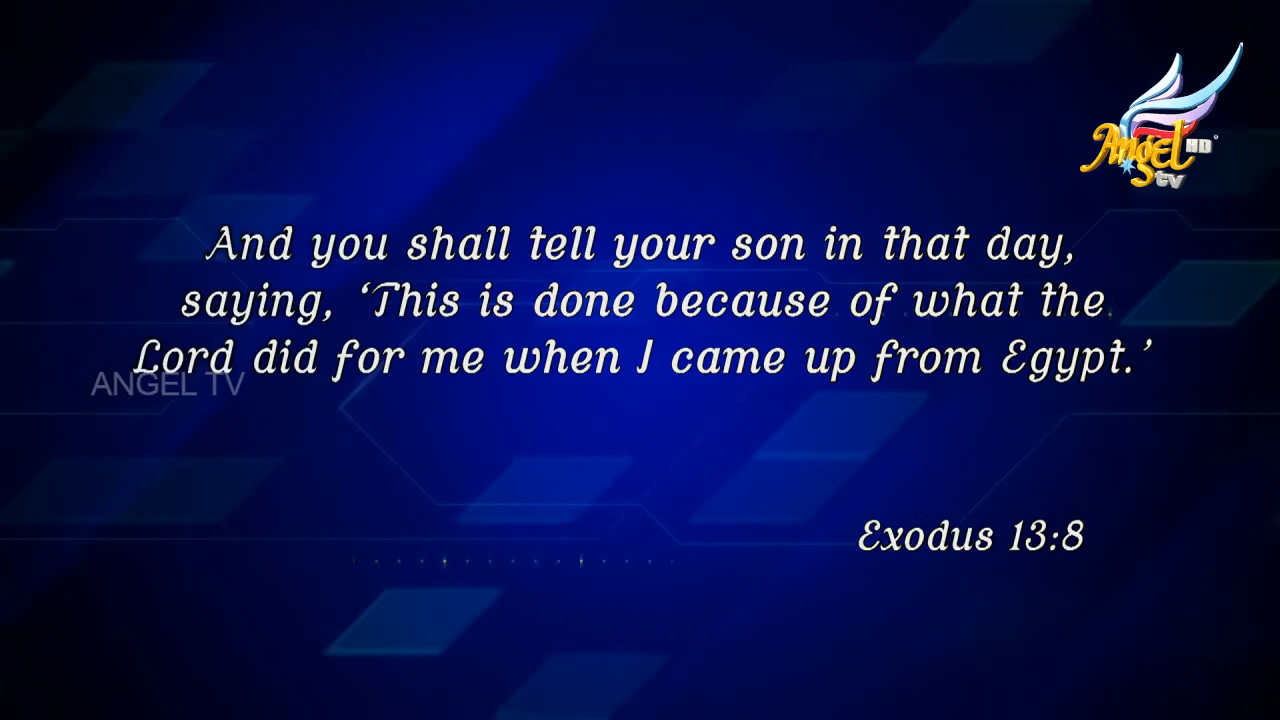 Angel HD
tv
And you shall tell your son in that day,
saying, ‘This is done because of what the
Lord did for me when I came up from Egypt.’
ANGEL TV
Exodus 13:8